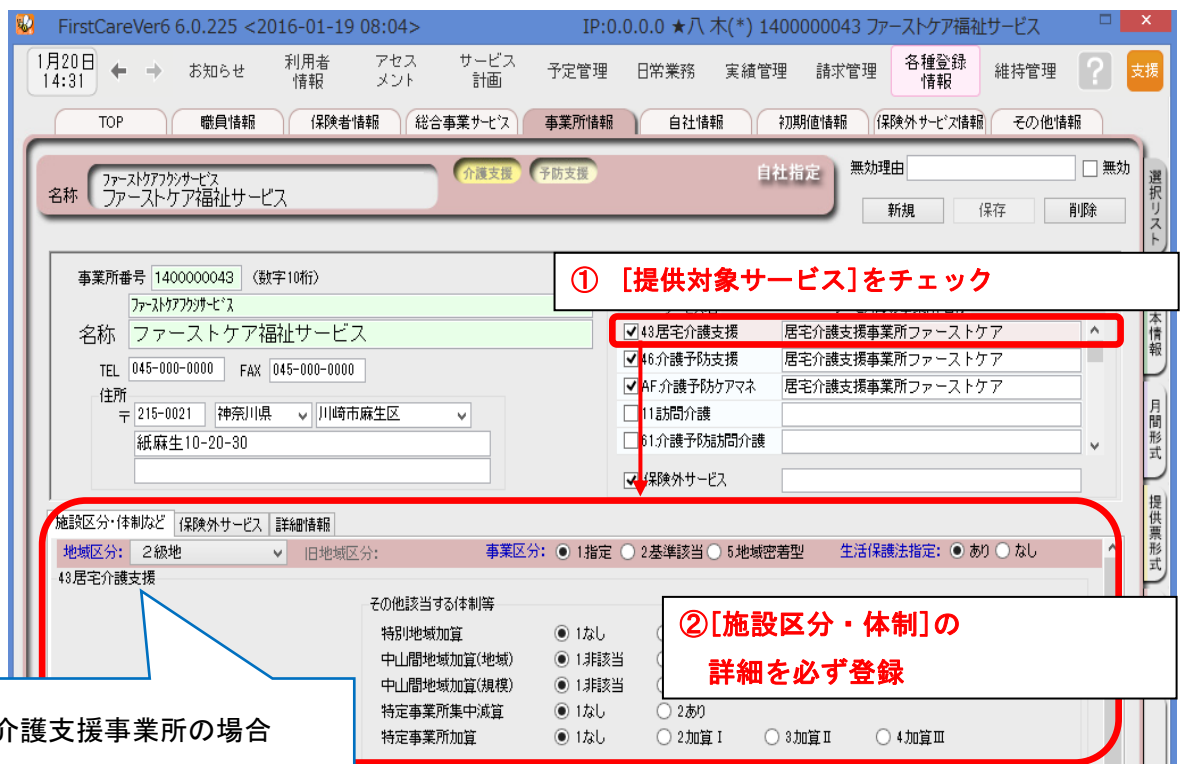 FirstCareVer6 6.0.225 <2016-01-19 08:04> IP:0.0.0.0 ★八 木(*) 1400000043 ファーストケア福祉サービス
1月20日 14:31 お知らせ 利用者情報 アセスメント サービス計画 予定管理 日常業務 実績管理 請求管理 各種登録情報 維持管理 ? 支援
TOP 職員情報 保険者情報 総合事業サービス 事業所情報 自社情報 初期値情報 保険外サービス情報 その他情報
名称 ファーストケアフクシサービス
ファーストケア福祉サービス
介護支援 予防支援 自社指定 無効理由 無効
新規 保存 削除
選択リスト
事業所番号 1400000043 (数字10桁)
① [提供対象サービス]をチェック
ファーストケアフクシサービス
名称 ファーストケア福祉サービス
43.居宅介護支援 居宅介護支援事業所ファーストケア
46.介護予防支援 居宅介護支援事業所ファーストケア
TEL 045-000-0000 FAX 045-000-0000
AF.介護予防ケアマネ 居宅介護支援事業所ファーストケア
住所
〒 215-0021 神奈川県 川崎市麻生区
11訪問介護
紙麻生10-20-30
61.介護予防訪問介護
保険外サービス
本情報
月間形式
提供票形式
施設区分・体制など 保険外サービス 詳細情報
地域区分: 2級地 旧地域区分: 事業区分: 1指定 2.基準該当 5.地域密着型 生活保護法指定: あり なし
43居宅介護支援
その他該当する体制等
特別地域加算 1なし
中山間地域加算(地域) 1.非該当
中山間地域加算(規模) 1.非該当
特定事業所集中減算 1なし 2あり
特定事業所加算 1なし 2.加算Ⅰ 3.加算Ⅱ 4.加算Ⅲ
②[施設区分・体制]の
詳細を必ず登録
介護支援事業所の場合